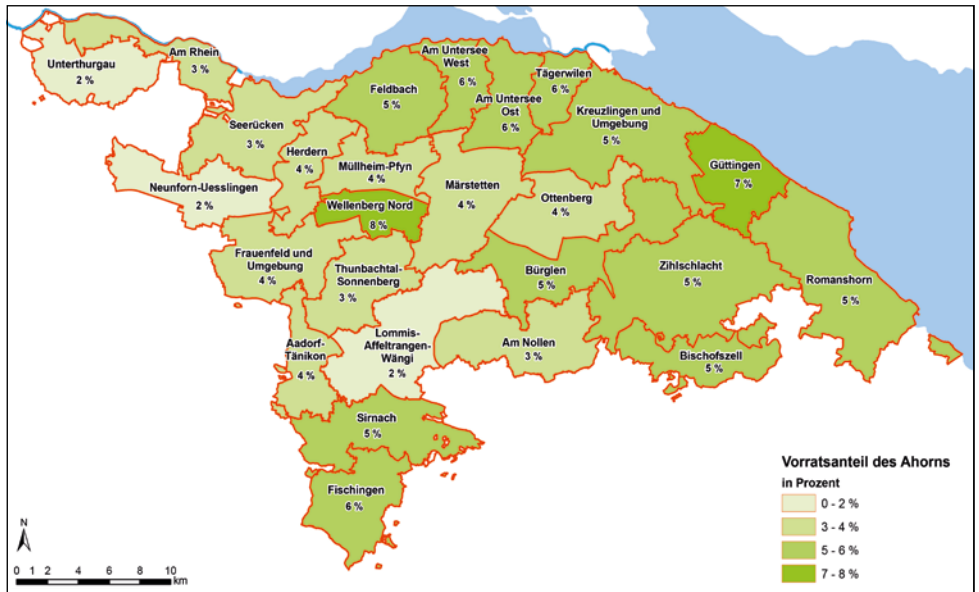 Unterthurgau
2 %
Am Rhein
3 %
Seerücken
3 %
Neunforn-Uesslingen
2 %
Herdern
4 %
Feldbach
5 %
Am Untersee
West
6 %
Am Untersee
Ost
6 %
Tägerwilen
6 %
Kreuzlingen und
Umgebung
5 %
Güttingen
7 %
Müllheim-Pfyn
4 %
Wellenberg Nord
8 %
Märstetten
4 %
Ottenberg
4 %
Frauenfeld und
Umgebung
4 %
Thunbachtal-
Sonnenberg
3 %
Bürglen
5 %
Zihlschlacht
5 %
Romanshorn
5 %
Aadorf-
Tänikon
4 %
Lommis-
Affeltrangen-
Wängi
2 %
Am Nollen
3 %
Bischofszell
5 %
Sirnach
5 %
Fischingen
6 %
Vorratsanteil des Ahorns
in Prozent
0 - 2 %
3 - 4 %
5 - 6 %
7 - 8 %
N
0 1 2 4 6 8 10
km